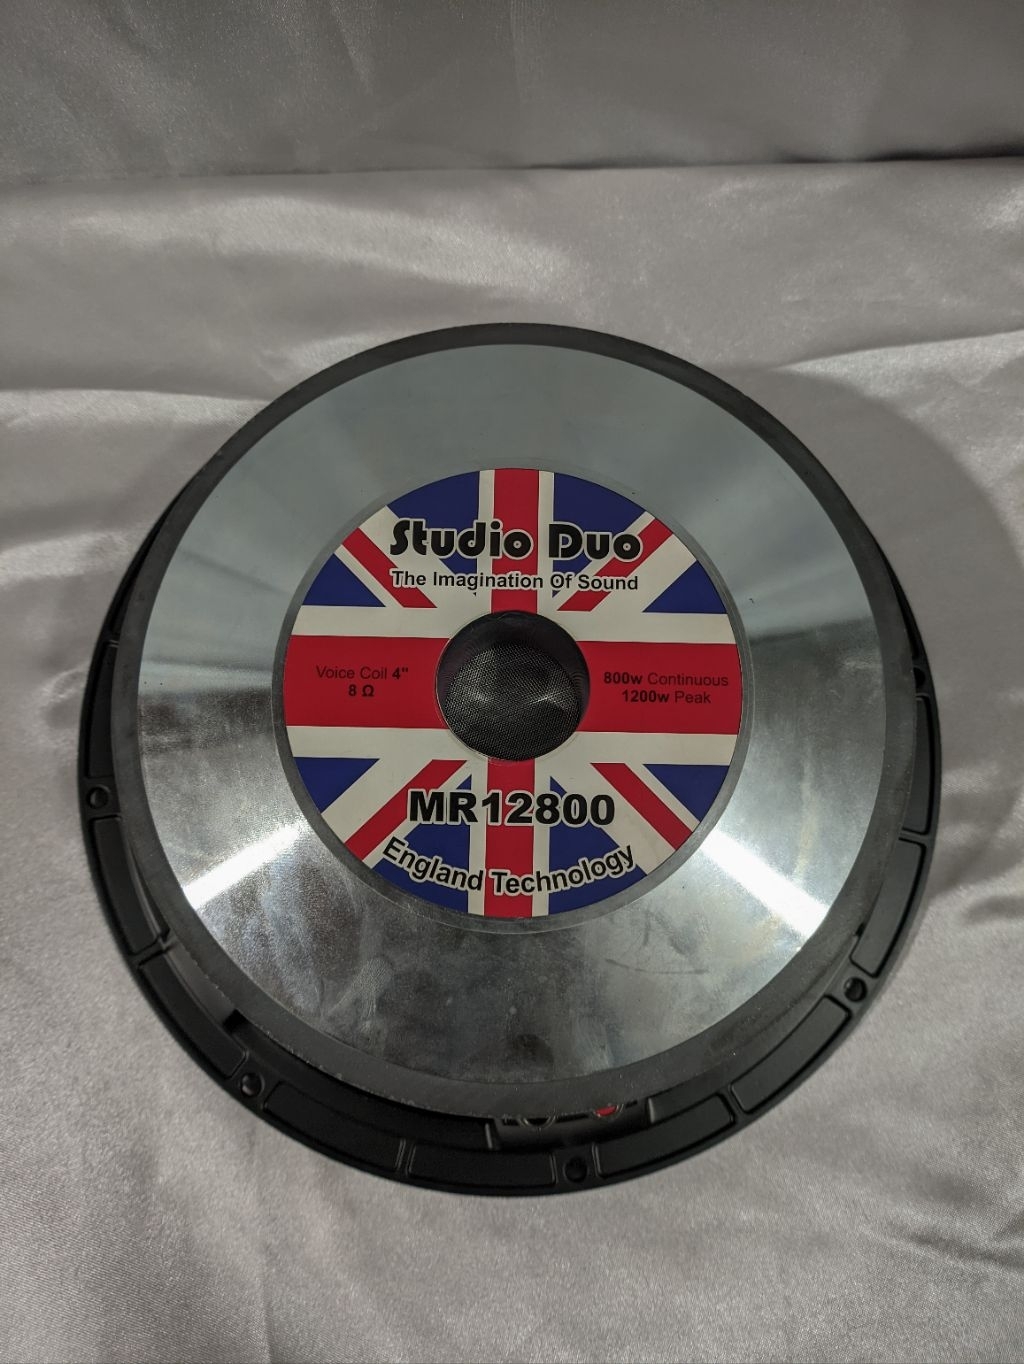 Studio Duo
The Imagination Of Sound
Voice Coil 4"
8 Ω
800w Continuous
1200w Peak
MR12800
England Technology